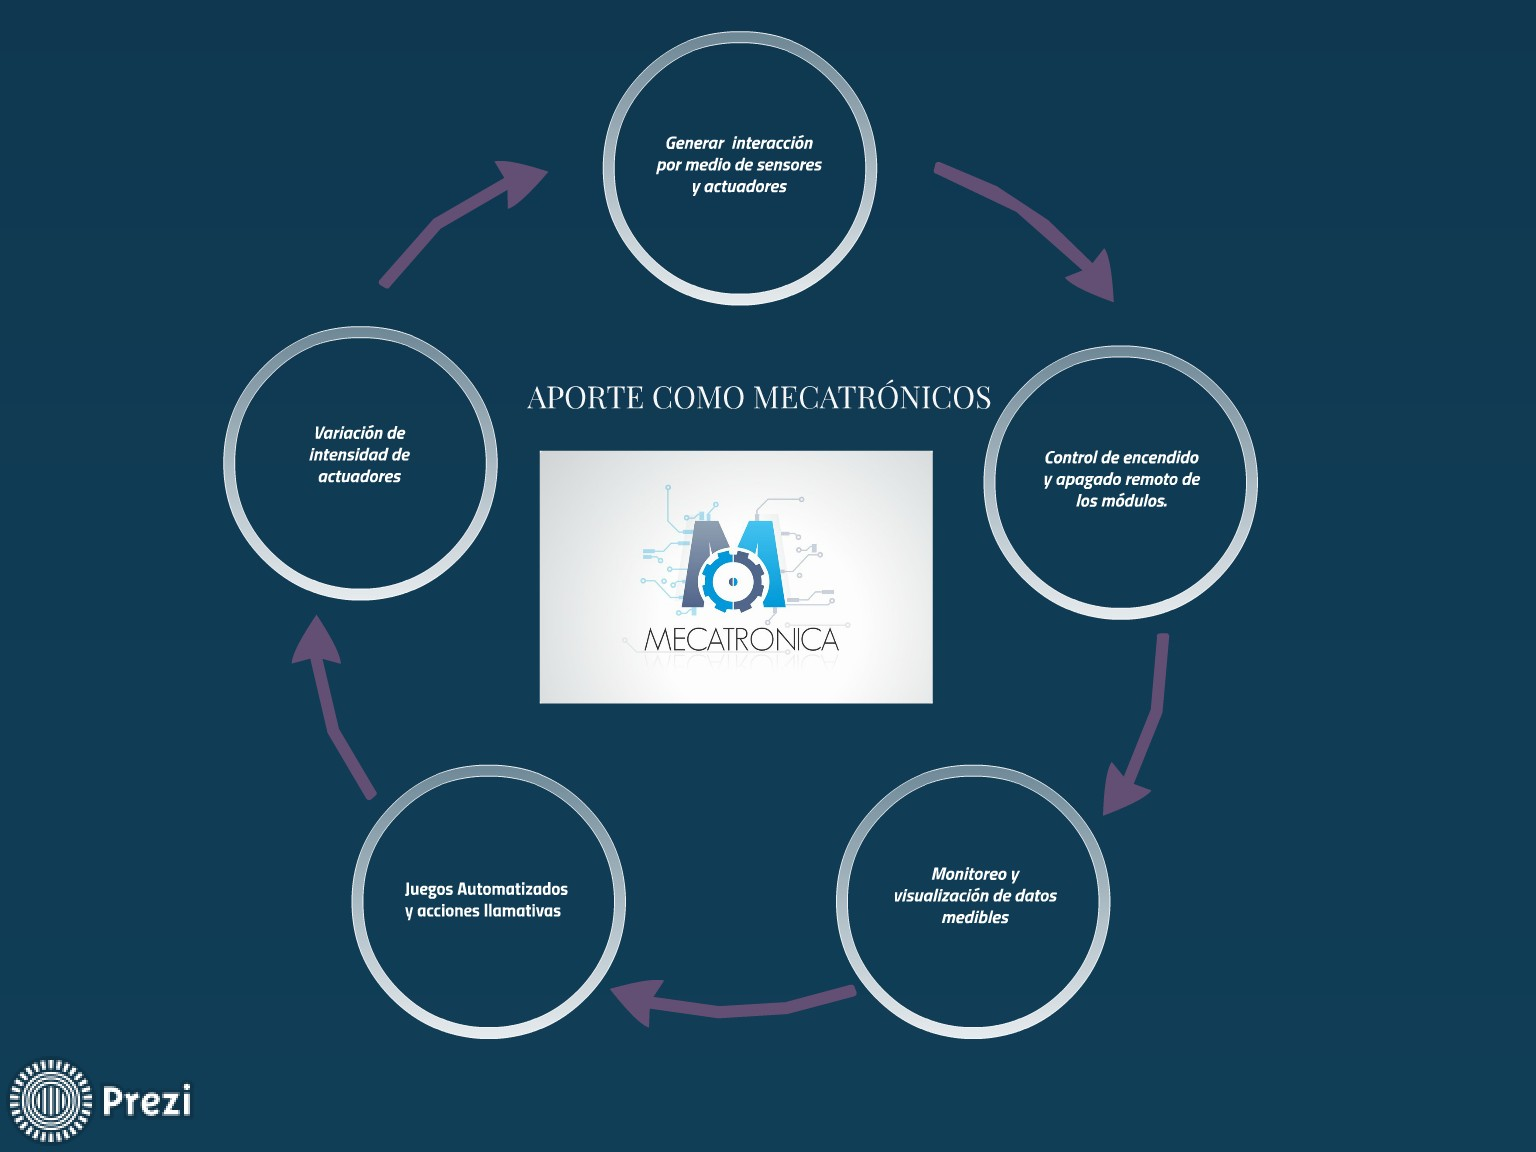 Generar  interacción
por medio de sensores
y actuadores
APORTE COMO MECATRÓNICOS
Variación de
intensidad de
actuadores
Control de encendido
y apagado remoto de
los módulos.
MECATRONICA
Juegos Automatizados
y acciones llamativas
Monitoreo y
visualización de datos
medibles
Prezi